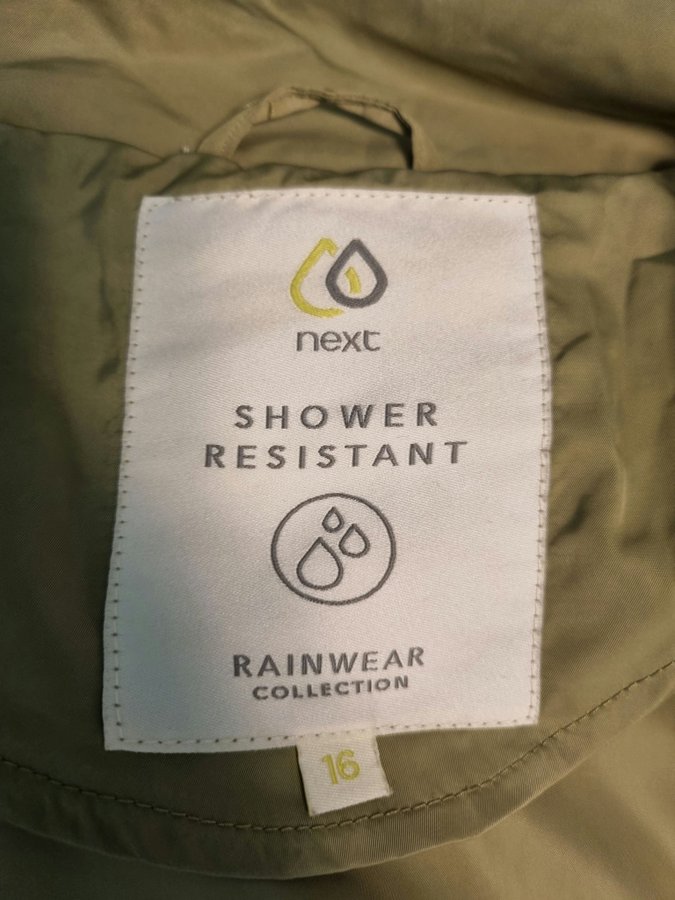 next
SHOWER
RESISTANT
RAINWEAR
COLLECTION
16